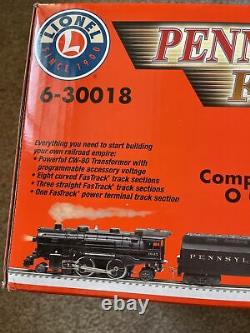 LIONEL
L
SINCE 1900
PENN
6-30018
Everything you need to start building
your own railroad empire:
• Powerful CW-80 Transformer with
programmable accessory voltage
• Eight curved FasTrack® track sections
• Three straight FasTrack® track sections
• One FasTrack® power terminal track section
Comp
O
PENNSYL